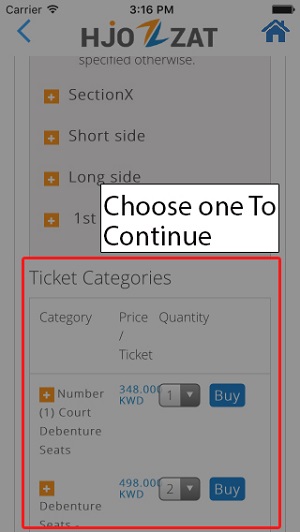 Carrier 3:16 PM
HJO ZZAT
specified otherwise.
+ SectionX
+ Short side
+ Long side
+ 1st
Choose one To
Continue
Ticket Categories
Category Price Quantity
/
Ticket
+ Number 348.000 1 Buy
(1) Court KWD
Debenture
Seats
+ 498.000 2 Buy
Debenture KWD
Seats -